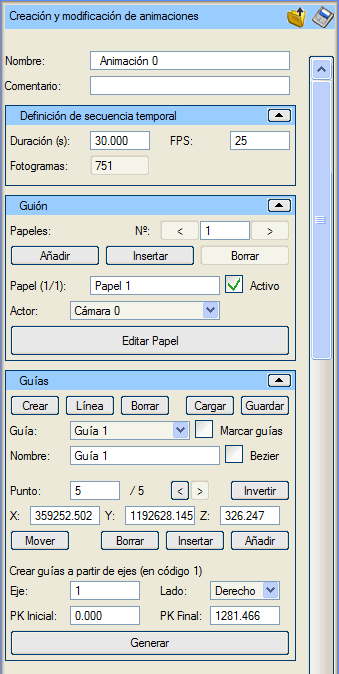 Creación y modificación de animaciones
Nombre: Animación 0
Comentario:
Definición de secuencia temporal
Duración (s): 30.000 FPS: 25
Fotogramas: 751
Guión
Papeles: Nº: < 1 >
Añadir Insertar Borrar
Papel (1/1): Papel 1 Activo
Actor: Cámara 0
Editar Papel
Guías
Crear Línea Borrar Cargar Guardar
Guía: Guía 1 Marcar guías
Nombre: Guía 1 Bezier
Punto: 5 / 5 < > Invertir
X: 359252.502 Y: 1192628.145 Z: 326.247
Mover Borrar Insertar Añadir
Crear guías a partir de ejes (en código 1)
Eje: 1 Lado: Derecho
PK Inicial: 0.000 PK Final: 1281.466
Generar